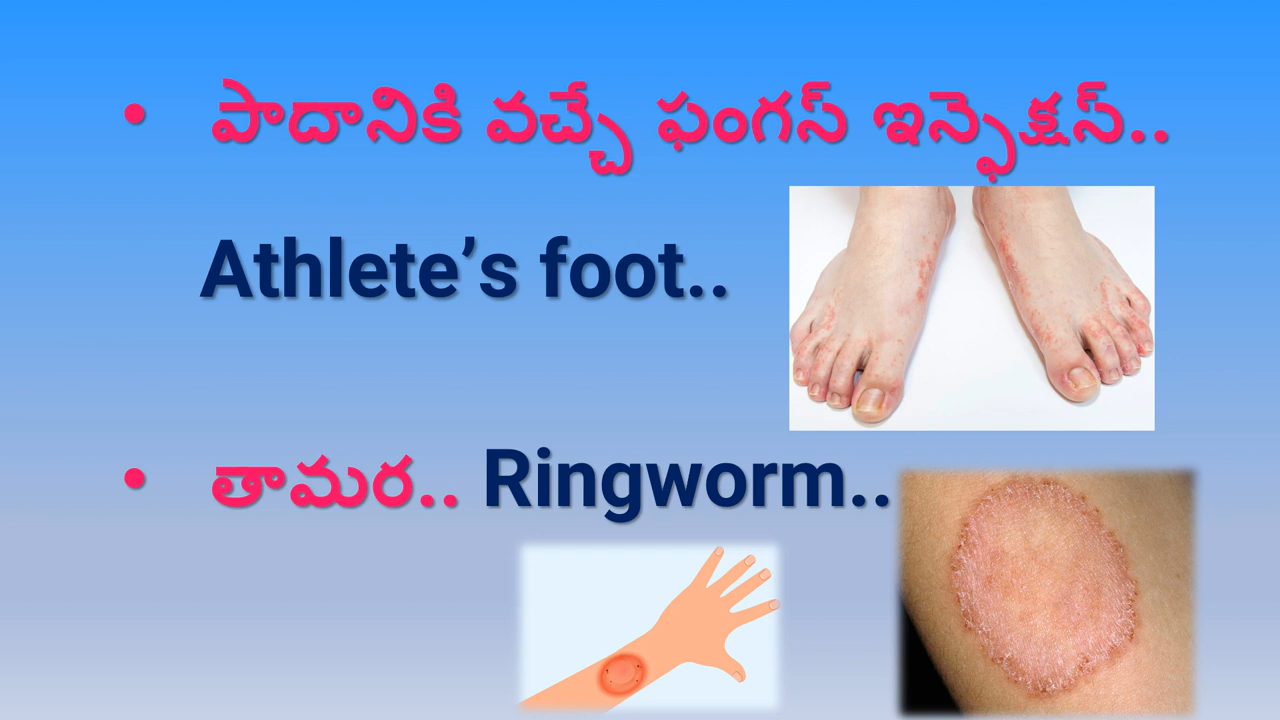 • పాదానికి వచ్చే ఫంగస్ ఇన్ఫెక్షన్..
Athlete’s foot..
• తామర.. Ringworm..